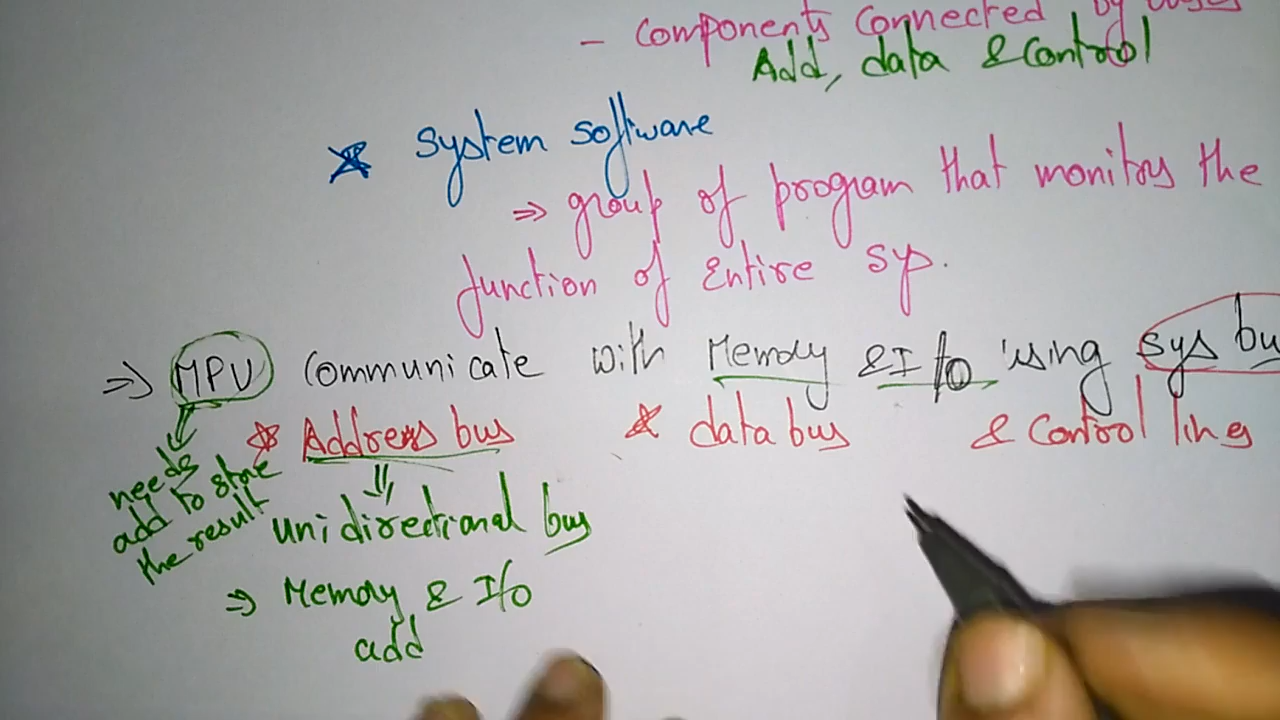 - Components connected by buses
Add, data & Control
* System software
⇒ group of program that monitors the
function of Entire sys.
⇒ MPU Communicate with Memory & I/o using sys bu
* Address bus * data bus & Control lines
needs
add to store
the result
unidirectional bus
⇒ Memory & I/o
add